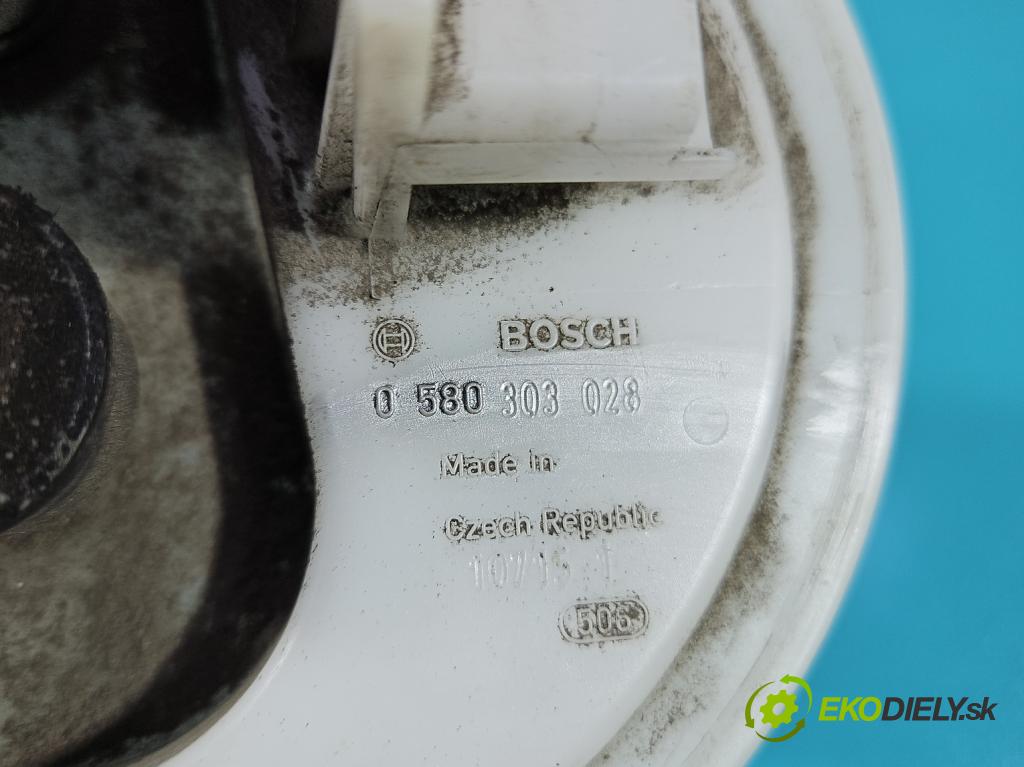 BOSCH
0 580 303 028
Made in
Czech Republic
506
EKODIELY.sk